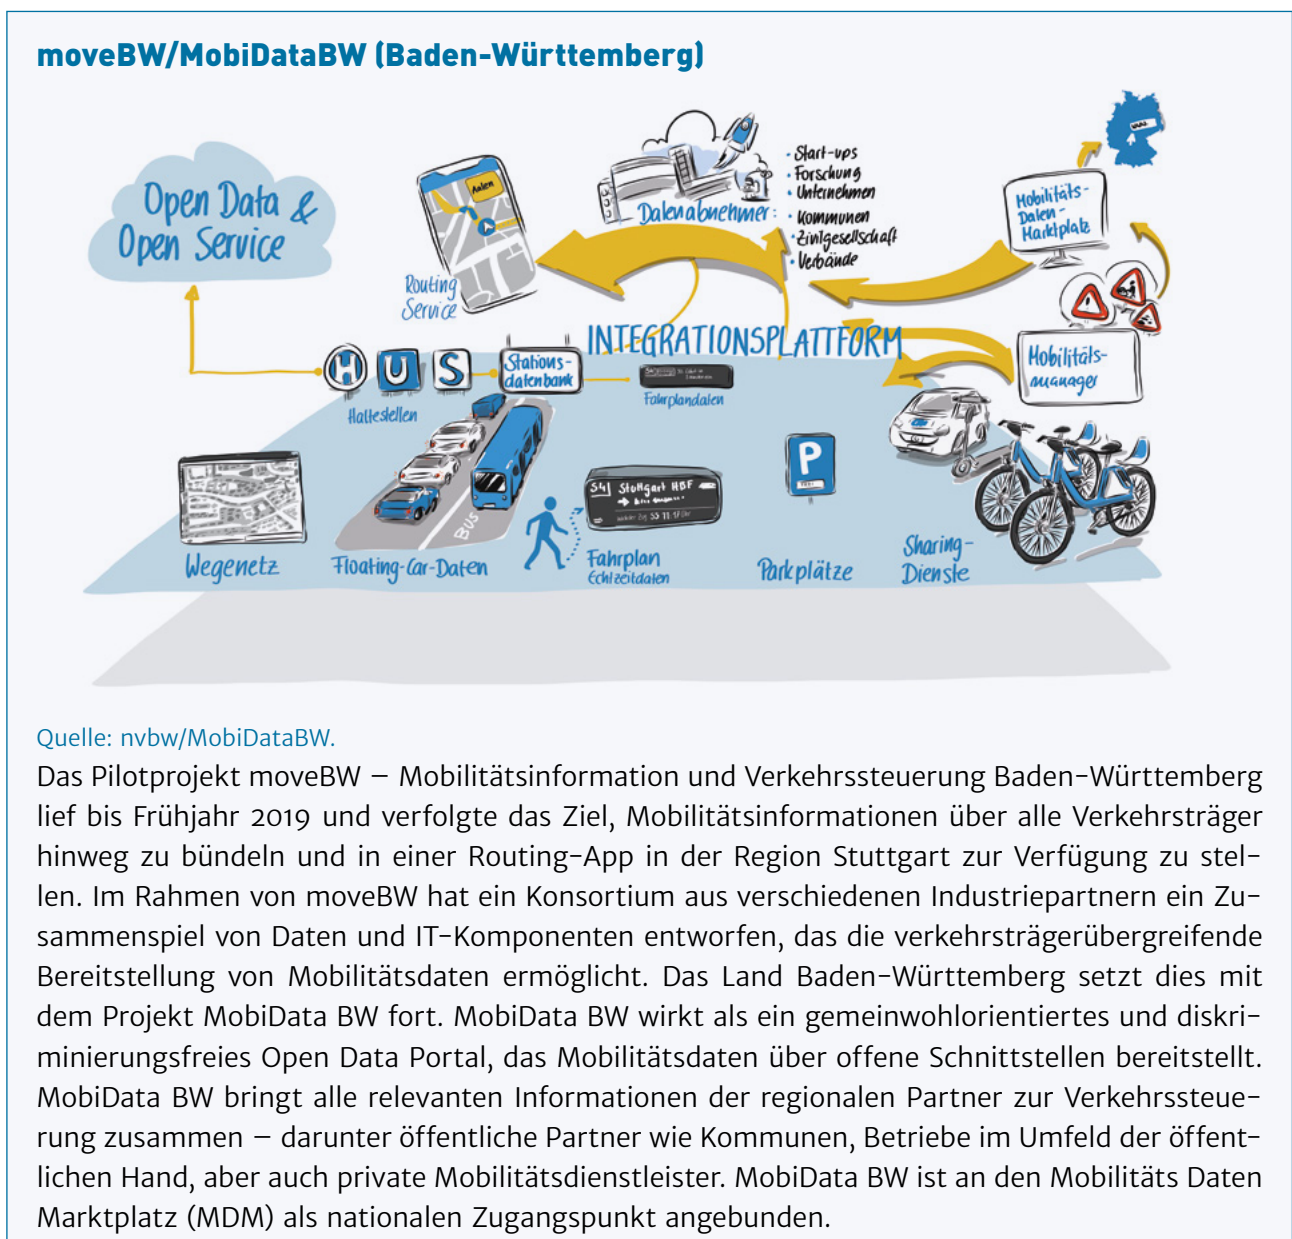 moveBW/MobiDataBW (Baden-Württemberg)
Open Data &
Open Service
Aalen
Routing
Service
Datenabnehmer:
• Start-ups
• Forschung
• Unternehmen
• Kommunen
• Zivilgesellschaft
• Verbände
Mobilitäts-
Daten-
Marktplatz
INTEGRATIONSPLATTFORM
H U S
Haltestellen
Stations-
datenbank
Fahrplandaten
Mobilitäts-
manager
Wegenetz
BUS
Floating-Car-Daten
S4 Stuttgart HBF
Fahrplan
Echtzeitdaten
P
Parkplätze
Sharing-
Dienste
Quelle: nvbw/MobiDataBW.
Das Pilotprojekt moveBW – Mobilitätsinformation und Verkehrssteuerung Baden-Württemberg
lief bis Frühjahr 2019 und verfolgte das Ziel, Mobilitätsinformationen über alle Verkehrsträger
hinweg zu bündeln und in einer Routing-App in der Region Stuttgart zur Verfügung zu stel-
len. Im Rahmen von moveBW hat ein Konsortium aus verschiedenen Industriepartnern ein Zu-
sammenspiel von Daten und IT-Komponenten entworfen, das die verkehrsträgerübergreifende
Bereitstellung von Mobilitätsdaten ermöglicht. Das Land Baden-Württemberg setzt dies mit
dem Projekt MobiData BW fort. MobiData BW wirkt als ein gemeinwohlorientiertes und diskri-
minierungsfreies Open Data Portal, das Mobilitätsdaten über offene Schnittstellen bereitstellt.
MobiData BW bringt alle relevanten Informationen der regionalen Partner zur Verkehrssteue-
rung zusammen – darunter öffentliche Partner wie Kommunen, Betriebe im Umfeld der öffent-
lichen Hand, aber auch private Mobilitätsdienstleister. MobiData BW ist an den Mobilitäts Daten
Marktplatz (MDM) als nationalen Zugangspunkt angebunden.